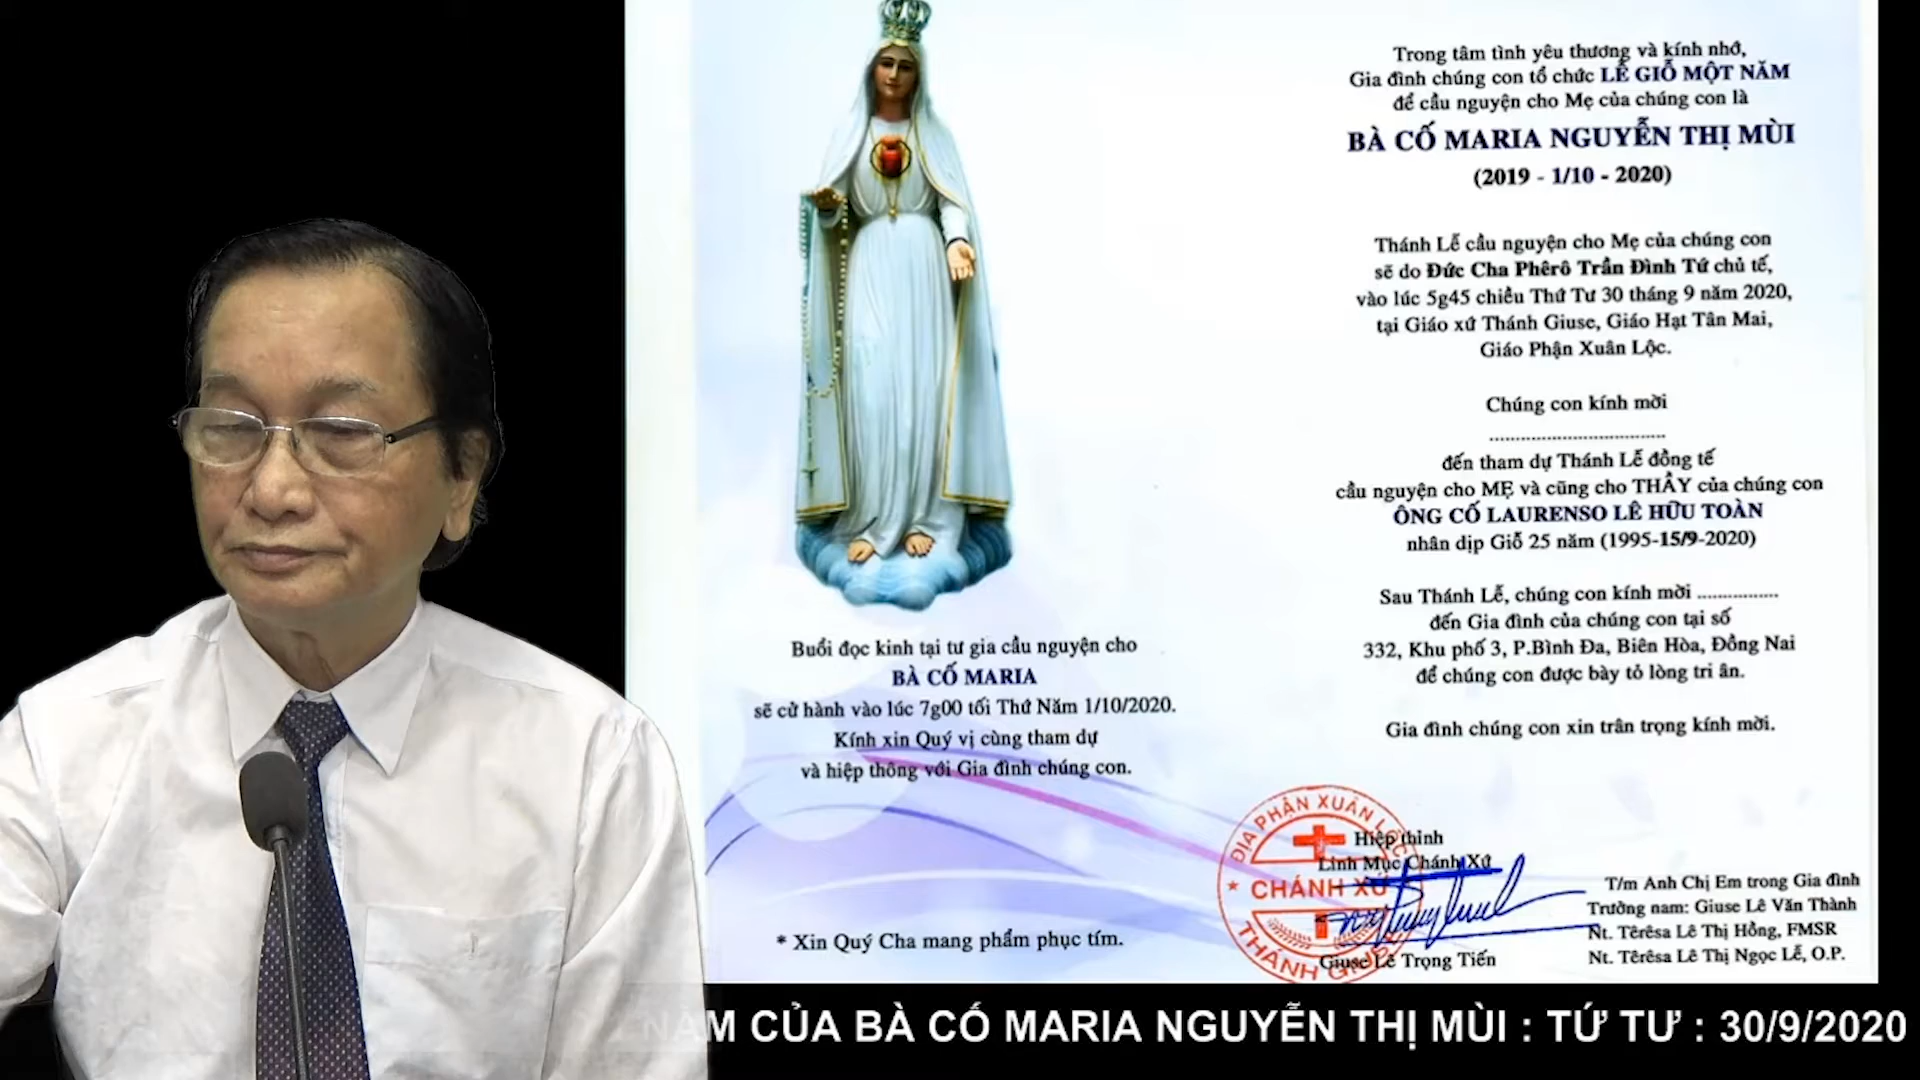 Trong tâm tình yêu thương và kính nhớ,
Gia đình chúng con tổ chức LỄ GIỖ MỘT NĂM
để cầu nguyện cho Mẹ của chúng con là
BÀ CỐ MARIA NGUYỄN THỊ MÙI
(2019 - 1/10 - 2020)
Thánh Lễ cầu nguyện cho Mẹ của chúng con
sẽ do Đức Cha Phêrô Trần Đình Tứ chủ tế,
vào lúc 5g45 chiều Thứ Tư 30 tháng 9 năm 2020,
tại Giáo xứ Thánh Giuse, Giáo Hạt Tân Mai,
Giáo Phận Xuân Lộc.
Chúng con kính mời
..................................
đến tham dự Thánh Lễ đồng tế
cầu nguyện cho MẸ và cũng cho THẦY của chúng con
ÔNG CỐ LAURENSO LÊ HỮU TOÀN
nhân dịp Giỗ 25 năm (1995-15/9-2020)
Sau Thánh Lễ, chúng con kính mời ................
đến Gia đình của chúng con tại số
332, Khu phố 3, P.Bình Đa, Biên Hòa, Đồng Nai
để chúng con được bày tỏ lòng tri ân.
Gia đình chúng con xin trân trọng kính mời.
Buổi đọc kinh tại tư gia cầu nguyện cho
BÀ CỐ MARIA
sẽ cử hành vào lúc 7g00 tối Thứ Năm 1/10/2020.
Kính xin Quý vị cùng tham dự
và hiệp thông với Gia đình chúng con.
* Xin Quý Cha mang phẩm phục tím.
ĐỊA PHẬN XUÂN LỘC
CHÁNH XỨ
THÁNH GIUSE
Hiệp thỉnh
Linh Mục Chánh Xứ
Giuse Lê Trọng Tiến
T/m Anh Chị Em trong Gia đình
Trưởng nam: Giuse Lê Văn Thành
Nt. Têrêsa Lê Thị Hồng, FMSR
Nt. Têrêsa Lê Thị Ngọc Lễ, O.P.
NĂM CỦA BÀ CỐ MARIA NGUYỄN THỊ MÙI : TỨ TƯ : 30/9/2020